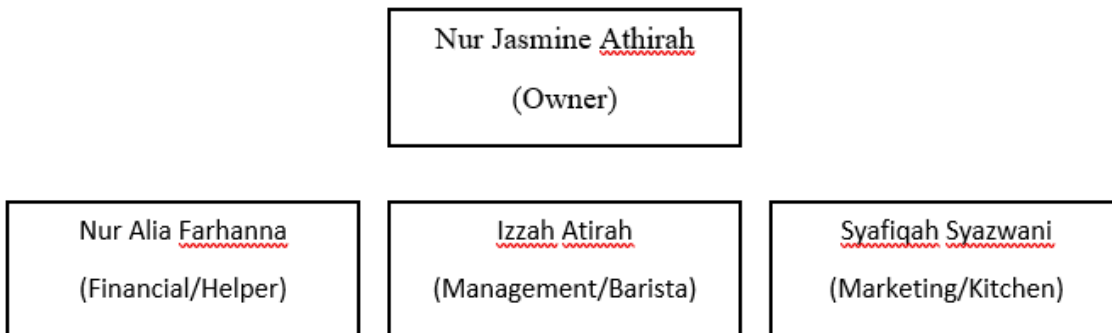 Nur Jasmine Athirah
(Owner)
Nur Alia Farhanna
(Financial/Helper)
Izzah Atirah
(Management/Barista)
Syafiqah Syazwani
(Marketing/Kitchen)